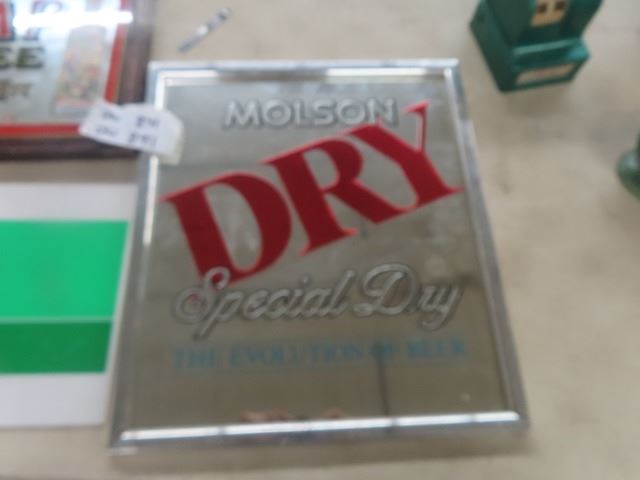 MOLSON
DRY
Special Dry
THE EVOLUTION OF BEER